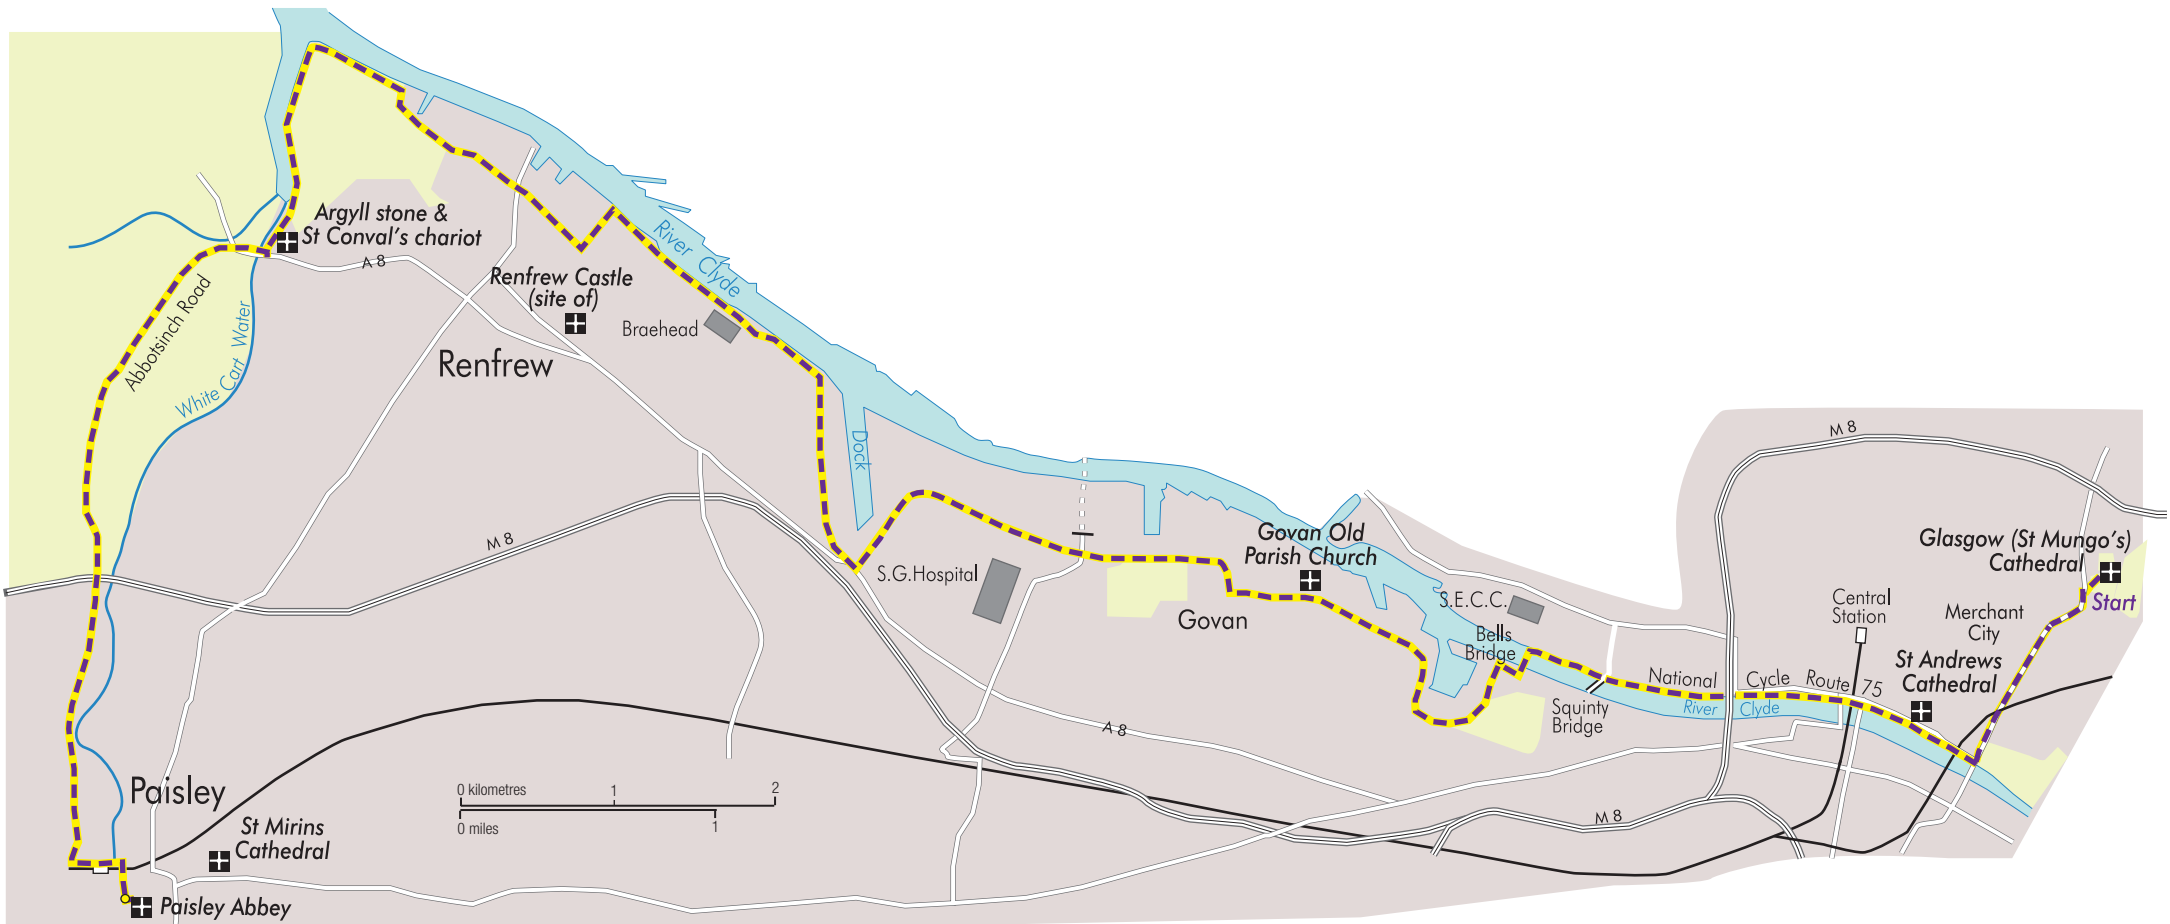 Argyll stone &
St Conval's chariot
A 8
Abbotsinch Road
White Cart Water
Renfrew Castle
(site of)
Braehead
Renfrew
River Clyde
Dock
M 8
S.G.Hospital
Govan Old
Parish Church
Govan
S.E.C.C.
Bells
Bridge
Squinty
Bridge
National Cycle Route 75
River Clyde
Central
Station
Merchant
City
St Andrews
Cathedral
M 8
Glasgow (St Mungo's)
Cathedral
Start
A 8
M 8
Paisley
St Mirins
Cathedral
Paisley Abbey
0 kilometres 1 2
0 miles 1